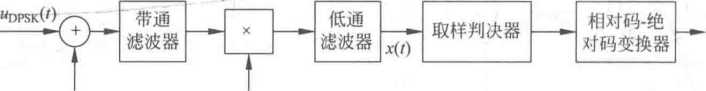 u_DPSK(t)
+
带通
滤波器
×
低通
滤波器
x(t)
取样判决器
相对码-绝
对码变换器